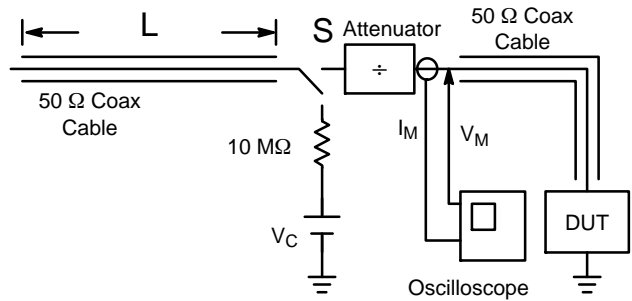 L
S
Attenuator
÷
50 Ω Coax
Cable
50 Ω Coax
Cable
10 MΩ
I_M
V_M
V_C
DUT
Oscilloscope